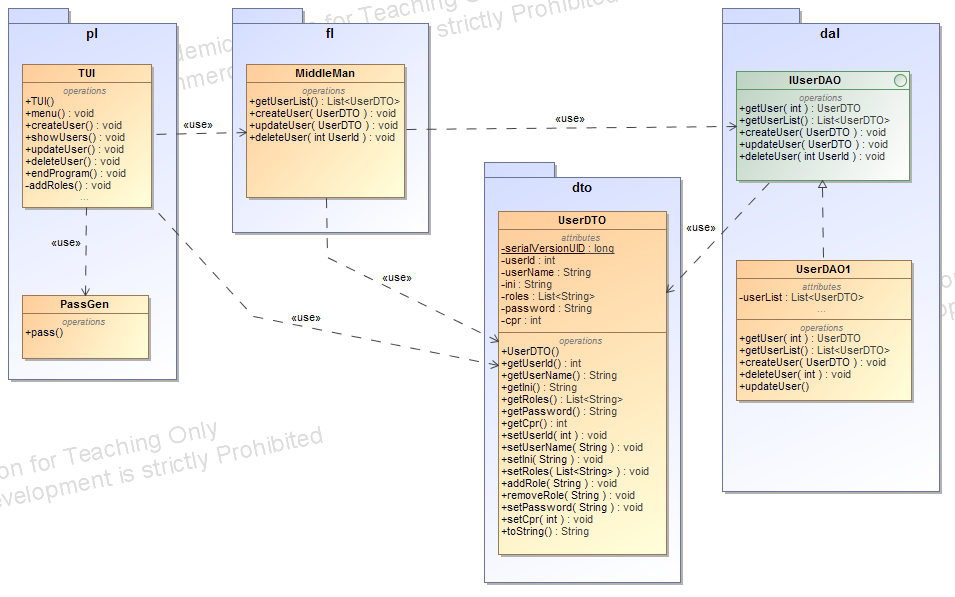 pl
TUI
operations
+TUI()
+menu() : void
+createUser() : void
+showUsers() : void
+updateUser() : void
+deleteUser() : void
+endProgram() : void
-addRoles() : void
...
«use»
PassGen
operations
+pass()
«use»
fl
MiddleMan
operations
+getUserList() : List<UserDTO>
+createUser( UserDTO ) : void
+updateUser( UserDTO ) : void
+deleteUser( int UserId ) : void
«use»
«use»
«use»
dto
UserDTO
attributes
-serialVersionUID : long
-userId : int
-userName : String
-ini : String
-roles : List<String>
-password : String
-cpr : int
operations
+UserDTO()
+getUserId() : int
+getUserName() : String
+getIni() : String
+getRoles() : List<String>
+getPassword() : String
+getCpr() : int
+setUserId( int ) : void
+setUserName( String ) : void
+setIni( String ) : void
+setRoles( List<String> ) : void
+addRole( String ) : void
+removeRole( String ) : void
+setPassword( String ) : void
+setCpr( int ) : void
+toString() : String
«use»
dal
IUserDAO
operations
+getUser( int ) : UserDTO
+getUserList() : List<UserDTO>
+createUser( UserDTO ) : void
+updateUser( UserDTO ) : void
+deleteUser( int UserId ) : void
UserDAO1
attributes
-userList : List<UserDTO>
...
operations
+getUser( int ) : UserDTO
+getUserList() : List<UserDTO>
+createUser( UserDTO ) : void
+deleteUser( int ) : void
+updateUser()
for Teaching
strictly Prohibited
on for Teaching Only
evelopment is strictly Prohibited